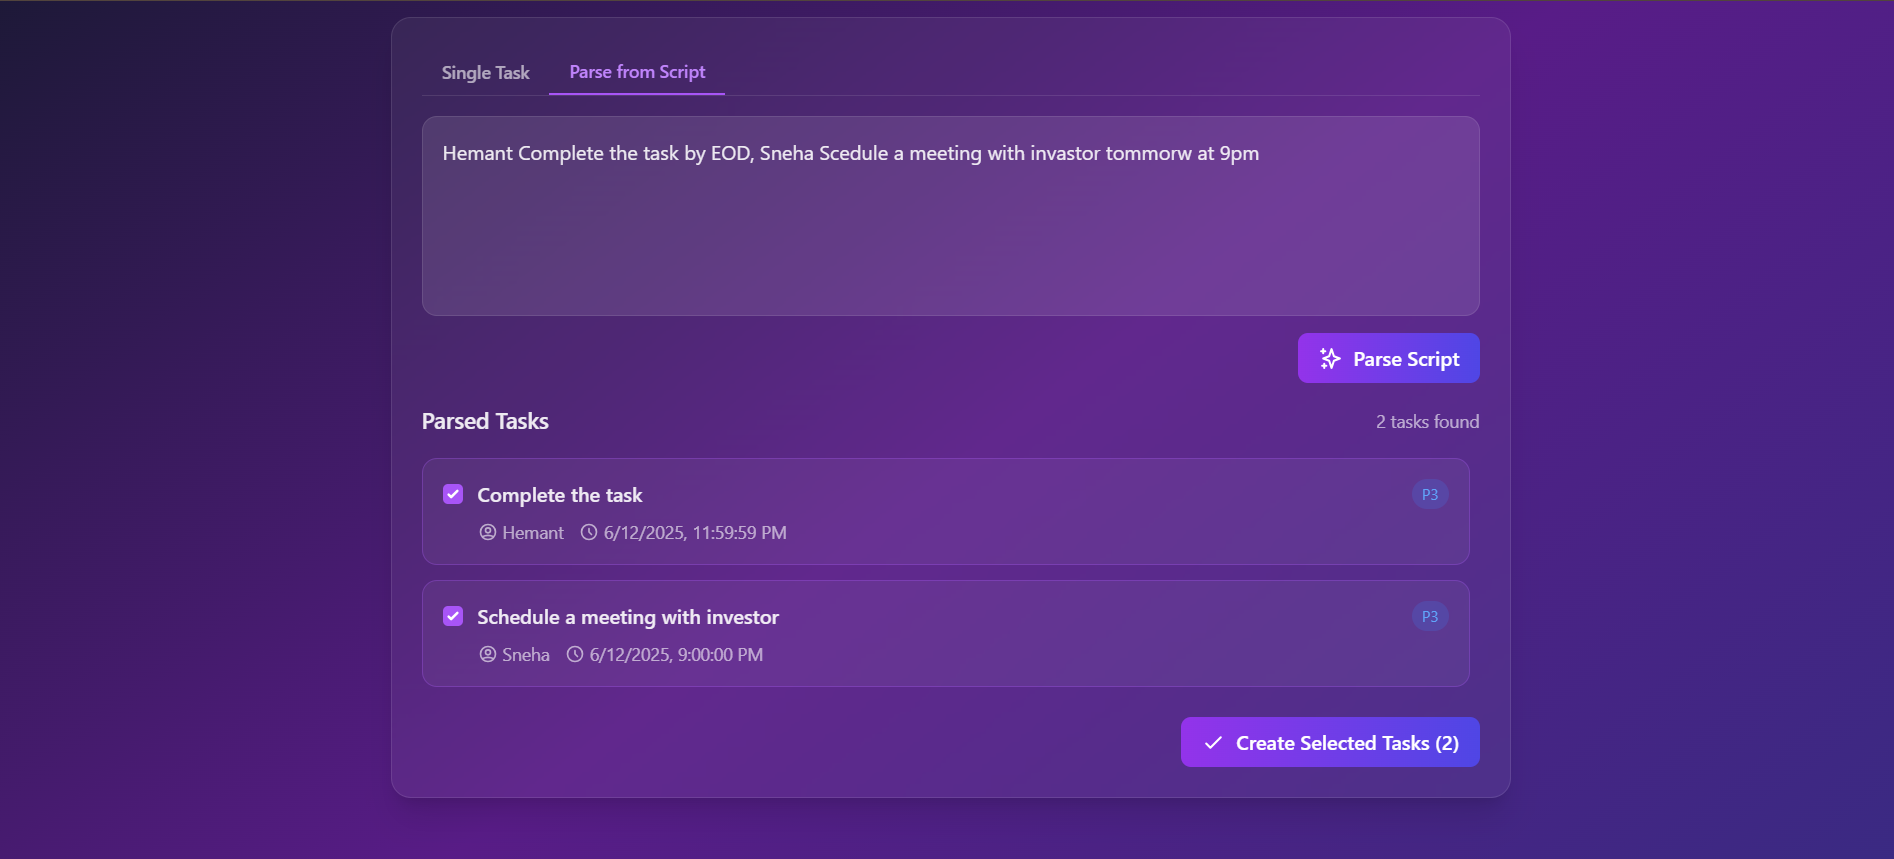 Single Task
Parse from Script
Hemant Complete the task by EOD, Sneha Scedule a meeting with invastor tommorw at 9pm
Parse Script
Parsed Tasks
2 tasks found
Complete the task
P3
Hemant
6/12/2025, 11:59:59 PM
Schedule a meeting with investor
P3
Sneha
6/12/2025, 9:00:00 PM
Create Selected Tasks (2)